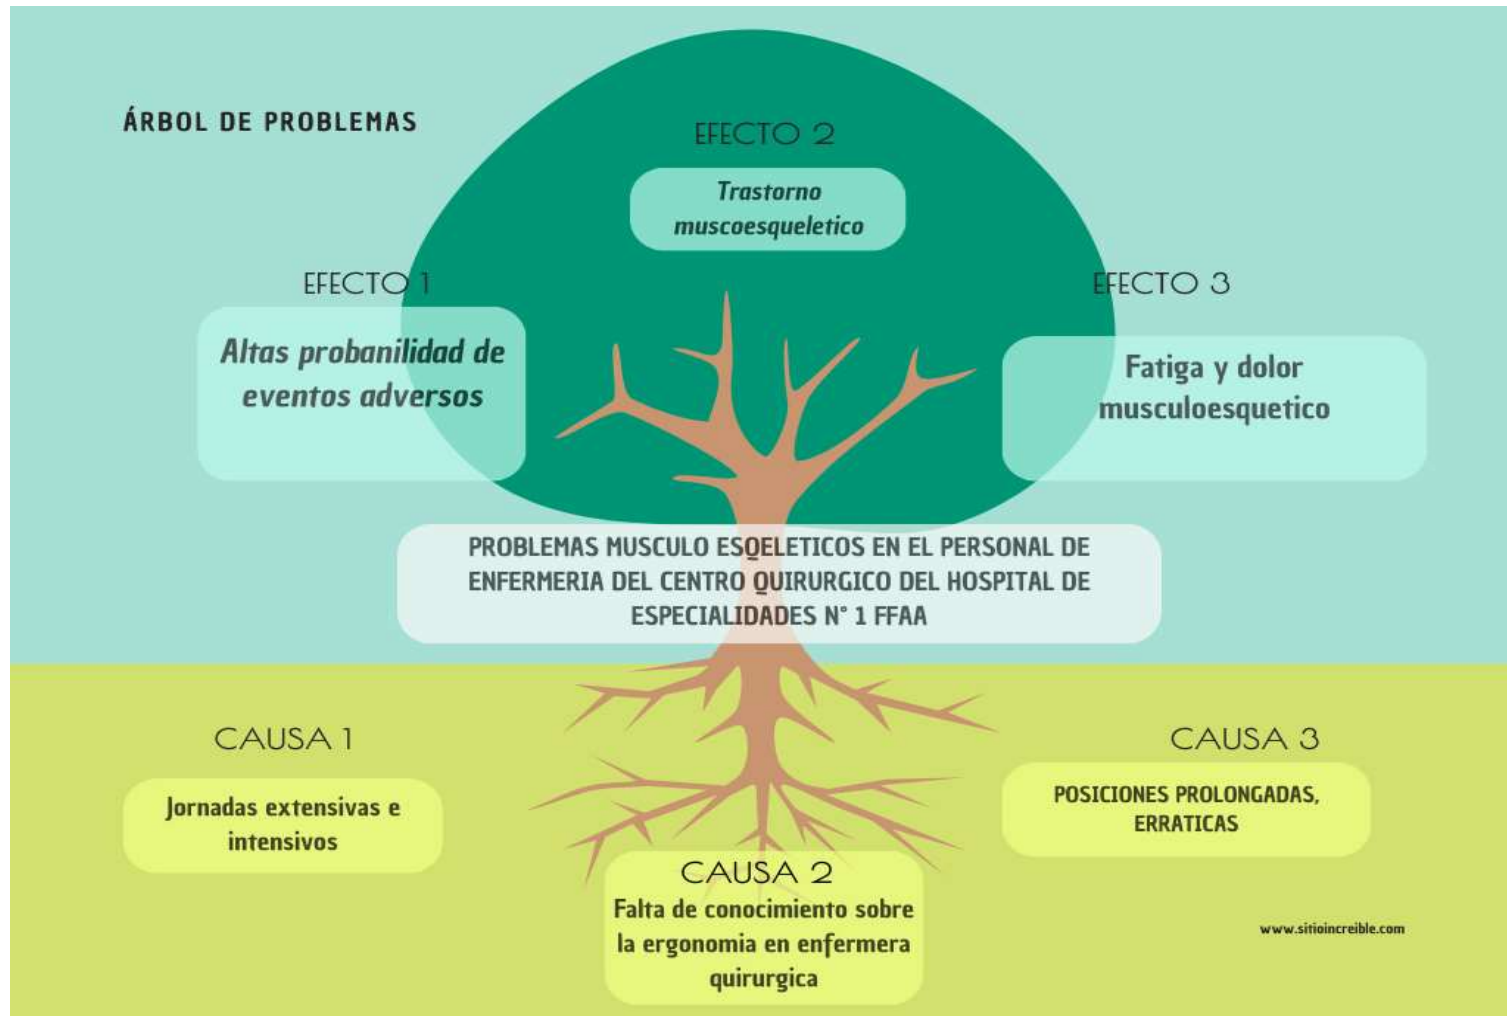 ÁRBOL DE PROBLEMAS
EFECTO 2
Trastorno
muscoesqueletico
EFECTO 1
Altas probanilidad de
eventos adversos
EFECTO 3
Fatiga y dolor
musculoesquetico
PROBLEMAS MUSCULO ESQELETICOS EN EL PERSONAL DE
ENFERMERIA DEL CENTRO QUIRURGICO DEL HOSPITAL DE
ESPECIALIDADES N° 1 FFAA
CAUSA 1
Jornadas extensivas e
intensivos
CAUSA 2
Falta de conocimiento sobre
la ergonomia en enfermera
quirurgica
CAUSA 3
POSICIONES PROLONGADAS,
ERRATICAS
www.sitioincreible.com